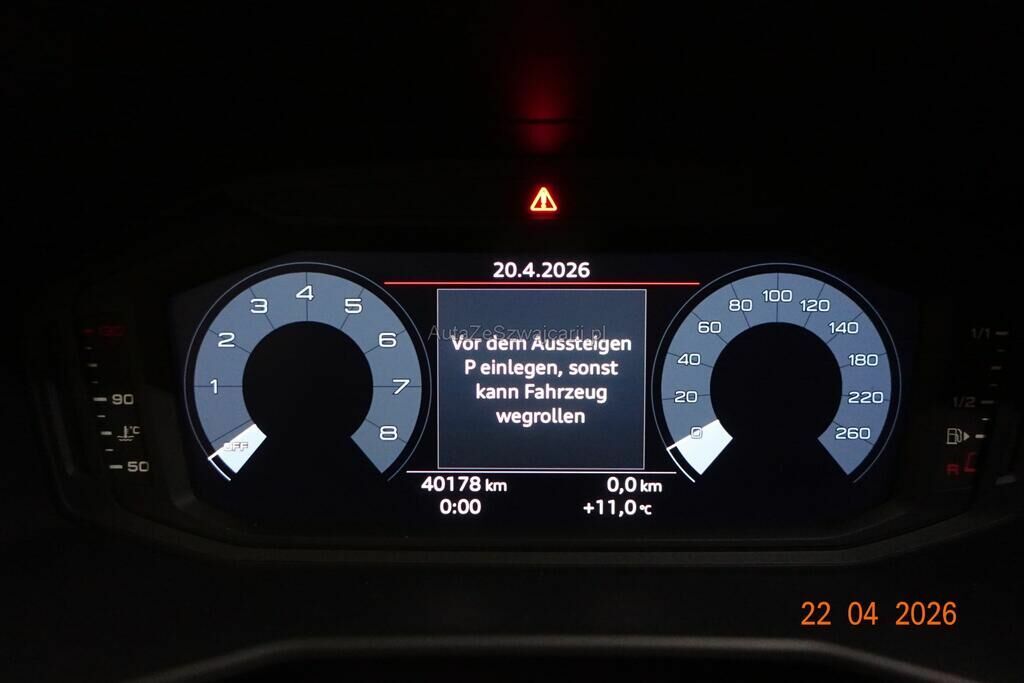 20.4.2026
AutaZeSzwajcarii.pl
Vor dem Aussteigen
P einlegen, sonst
kann Fahrzeug
wegrollen
OFF 1 2 3 4 5 6 7 8
0 20 40 60 80 100 120 140 180 220 260
130
90
°C
50
1/1
1/2
R
40178 km 0,0 km
0:00 +11,0 °C
22 04 2026